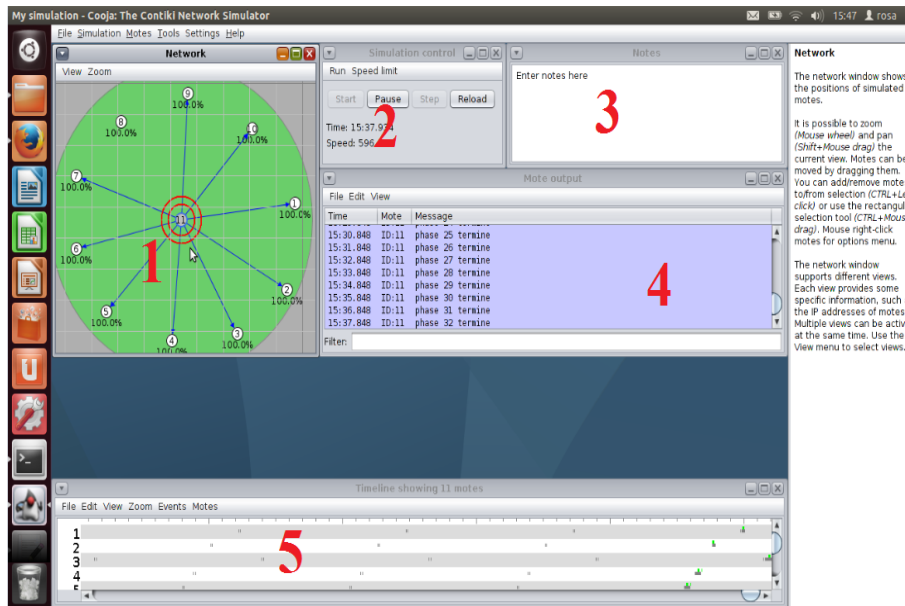 My simulation - Cooja: The Contiki Network Simulator
15:47 rosa
File Simulation Motes Tools Settings Help
Network
View Zoom
9
100.0%
8
100.0%
10
100.0%
7
100.0%
11
1
100.0%
6
100.0%
1
5
100.0%
2
100.0%
4
100.0%
3
100.0%
Simulation control
Run Speed limit
Start Pause Step Reload
Time: 15:37.934
Speed: 596
2
Notes
Enter notes here
3
Mote output
File Edit View
Time Mote Message
15:30.848 ID:11 phase 25 termine
15:31.848 ID:11 phase 26 termine
15:32.848 ID:11 phase 27 termine
15:33.848 ID:11 phase 28 termine
15:34.848 ID:11 phase 29 termine
15:35.848 ID:11 phase 30 termine
15:36.848 ID:11 phase 31 termine
15:37.848 ID:11 phase 32 termine
4
Filter:
Network
The network window shows
the positions of simulated
motes.
It is possible to zoom
(Mouse wheel) and pan
(Shift+Mouse drag) the
current view. Motes can be
moved by dragging them.
You can add/remove motes
to/from selection (CTRL+Le
click) or use the rectangul
selection tool (CTRL+Mous
drag). Mouse right-click
motes for options menu.
The network window
supports different views.
Each view provides some
specific information, such
the IP addresses of motes
Multiple views can be activ
at the same time. Use the
View menu to select views.
Timeline showing 11 motes
File Edit View Zoom Events Motes
1
2
3
4
5